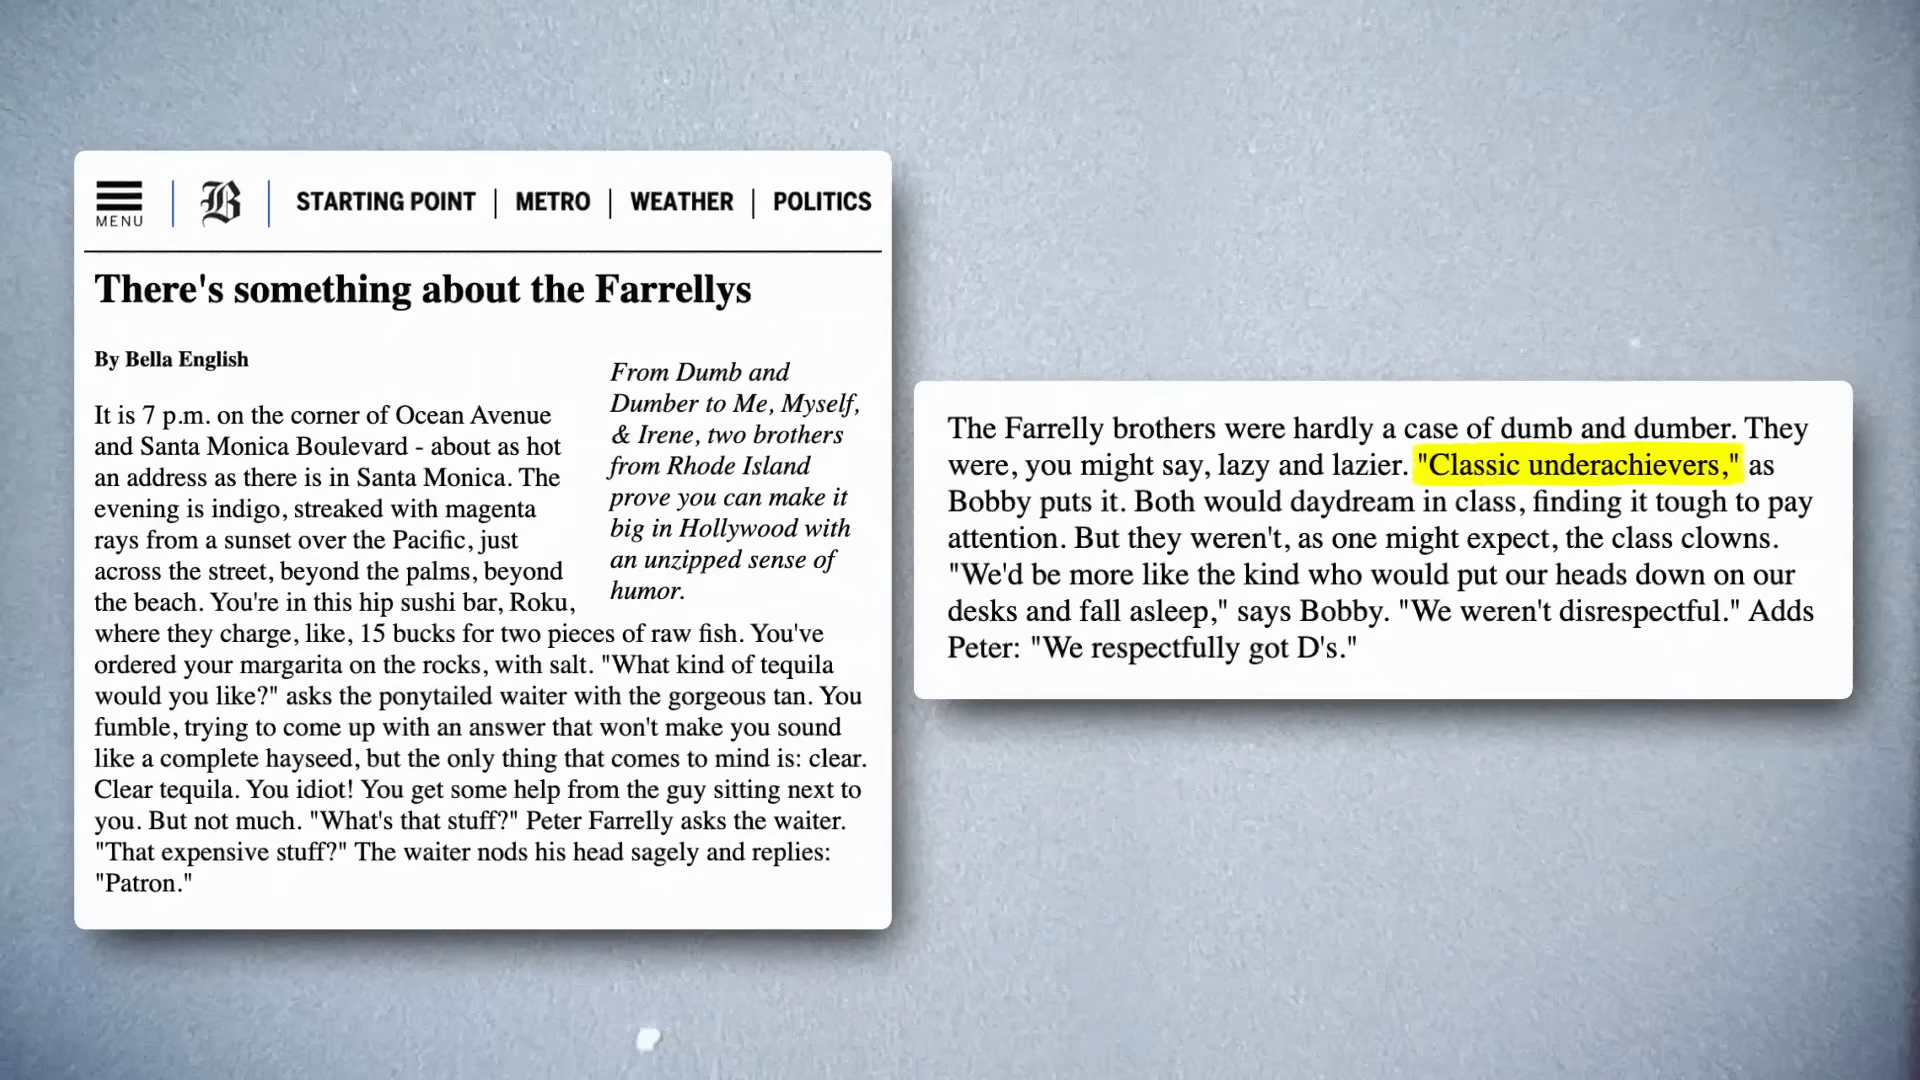 MENU
B
STARTING POINT | METRO | WEATHER | POLITICS
There's something about the Farrellys
By Bella English
From Dumb and
Dumber to Me, Myself,
& Irene, two brothers
from Rhode Island
prove you can make it
big in Hollywood with
an unzipped sense of
humor.
It is 7 p.m. on the corner of Ocean Avenue
and Santa Monica Boulevard - about as hot
an address as there is in Santa Monica. The
evening is indigo, streaked with magenta
rays from a sunset over the Pacific, just
across the street, beyond the palms, beyond
the beach. You're in this hip sushi bar, Roku,
where they charge, like, 15 bucks for two pieces of raw fish. You've
ordered your margarita on the rocks, with salt. "What kind of tequila
would you like?" asks the ponytailed waiter with the gorgeous tan. You
fumble, trying to come up with an answer that won't make you sound
like a complete hayseed, but the only thing that comes to mind is: clear.
Clear tequila. You idiot! You get some help from the guy sitting next to
you. But not much. "What's that stuff?" Peter Farrelly asks the waiter.
"That expensive stuff?" The waiter nods his head sagely and replies:
"Patron."
The Farrelly brothers were hardly a case of dumb and dumber. They
were, you might say, lazy and lazier. "Classic underachievers," as
Bobby puts it. Both would daydream in class, finding it tough to pay
attention. But they weren't, as one might expect, the class clowns.
"We'd be more like the kind who would put our heads down on our
desks and fall asleep," says Bobby. "We weren't disrespectful." Adds
Peter: "We respectfully got D's."